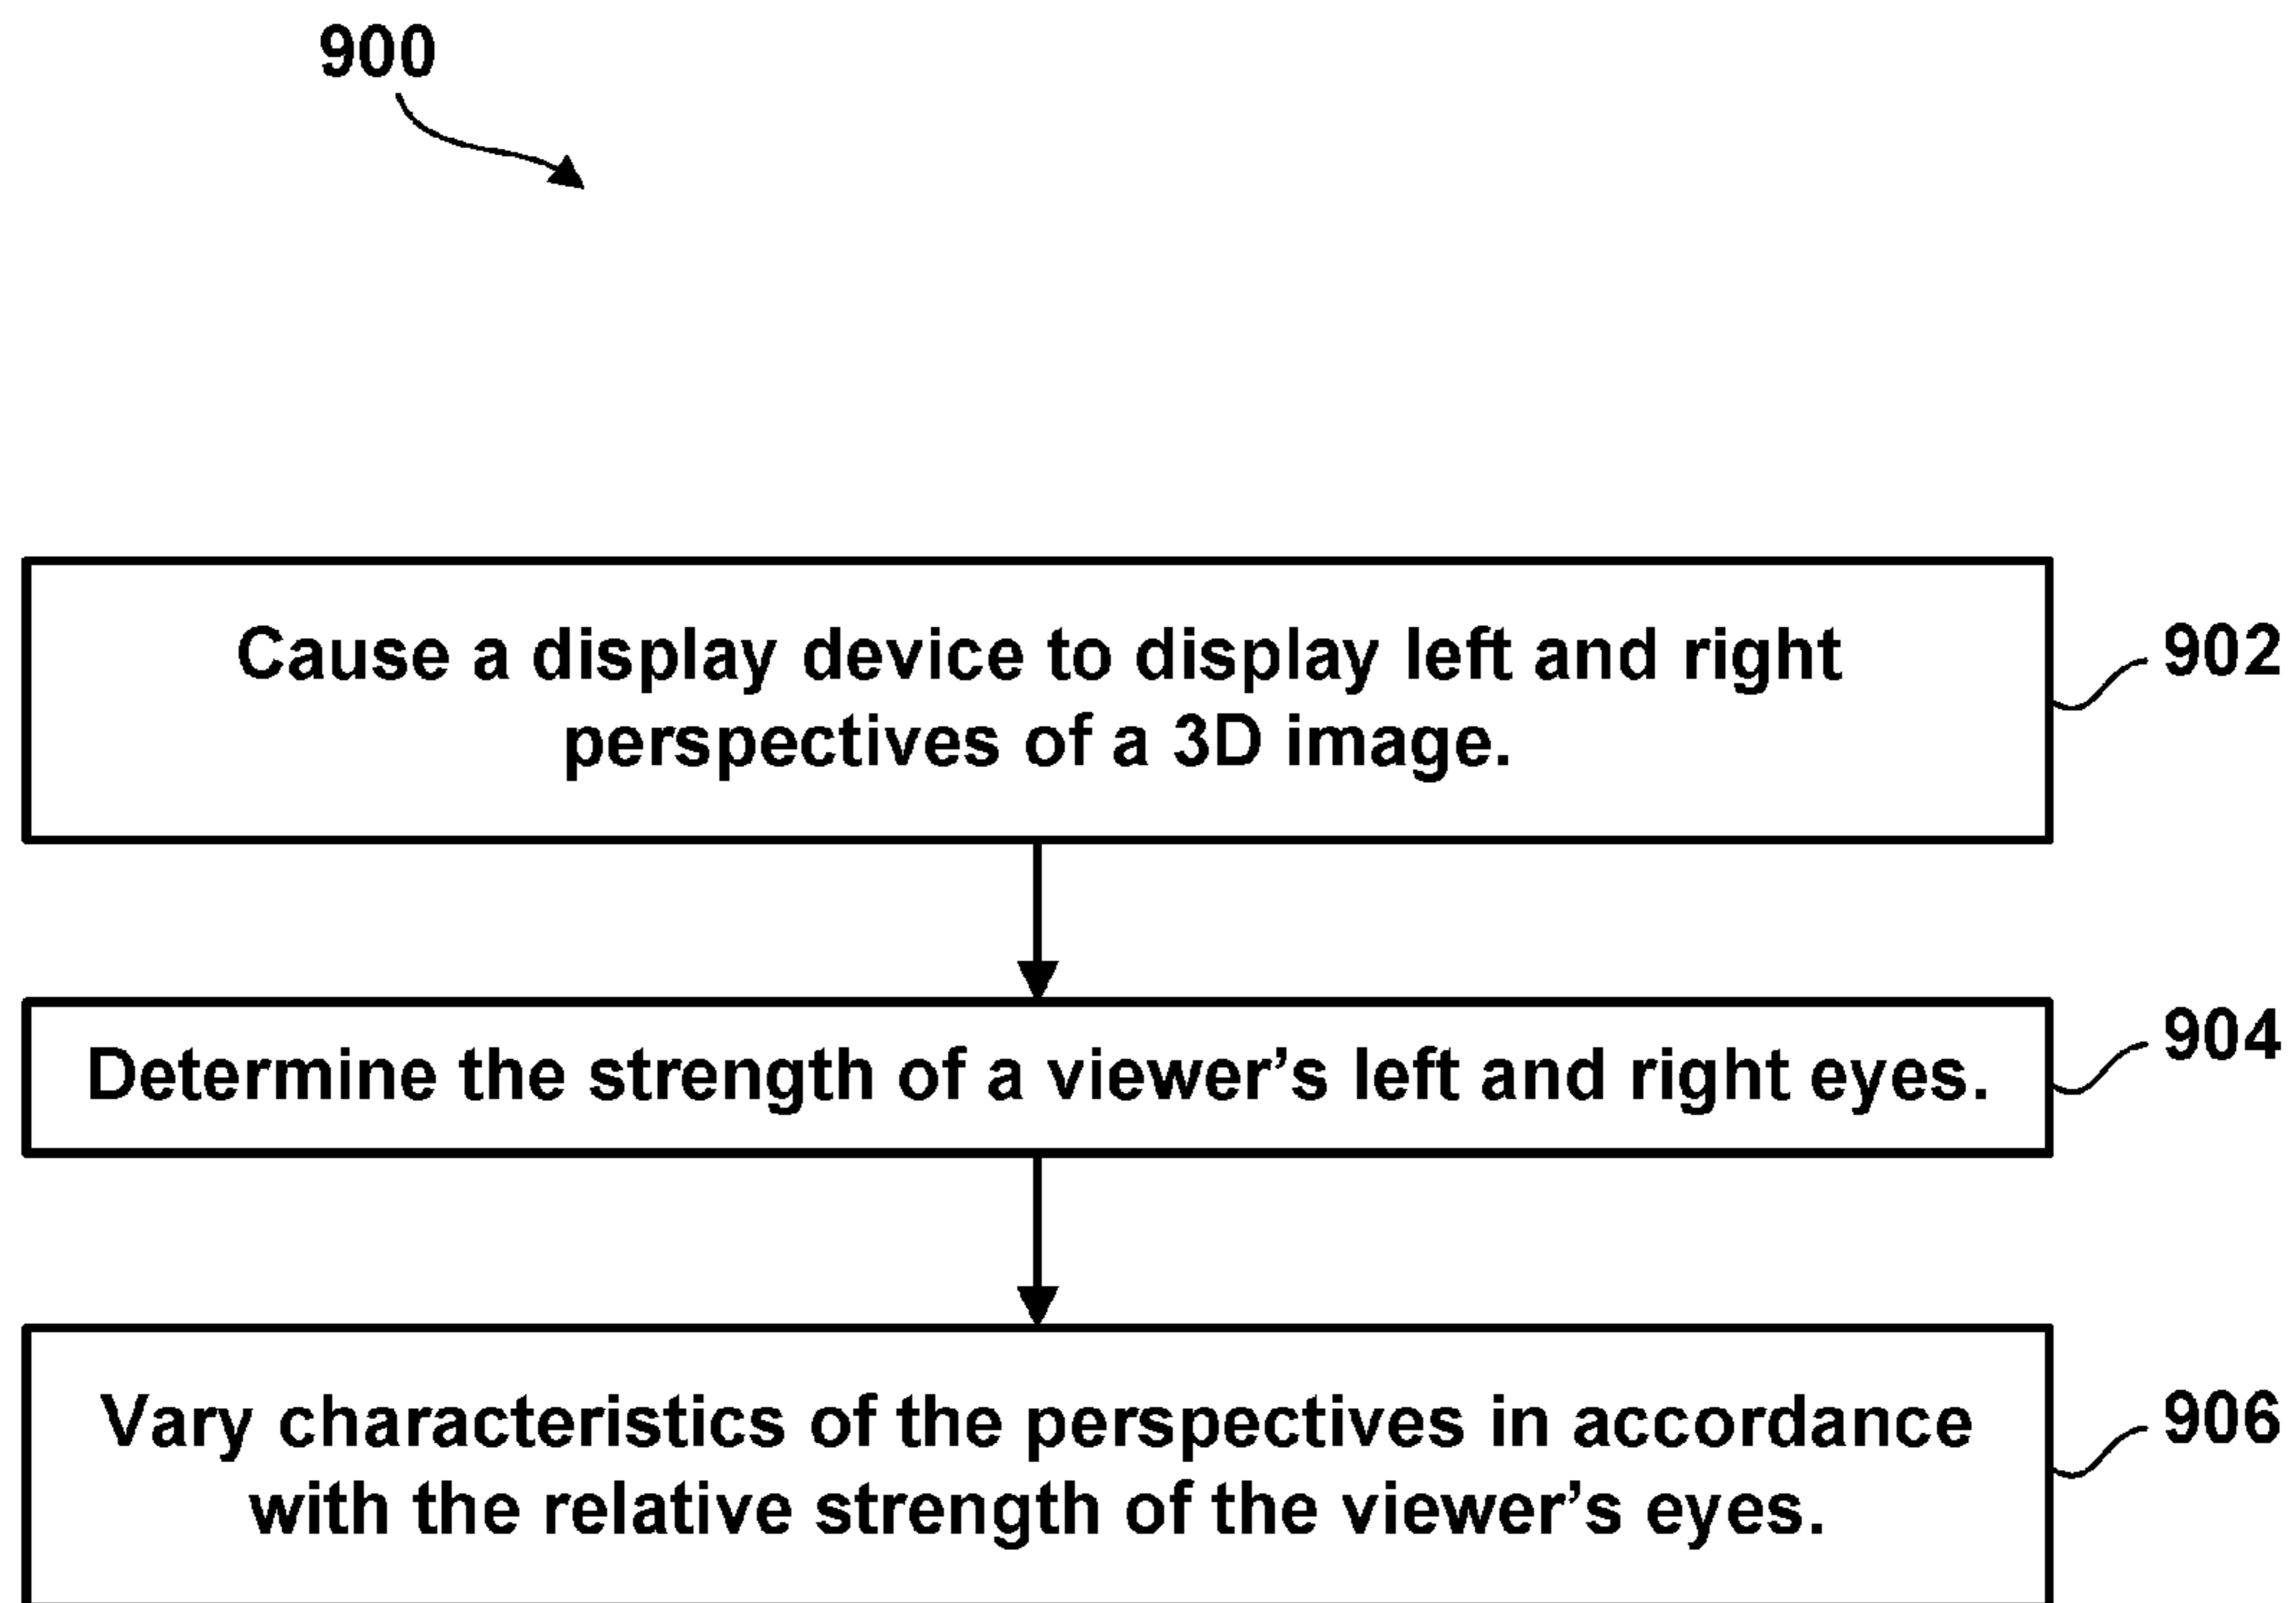 900
Cause a display device to display left and right
perspectives of a 3D image.
902
Determine the strength of a viewer’s left and right eyes.
904
Vary characteristics of the perspectives in accordance
with the relative strength of the viewer’s eyes.
906